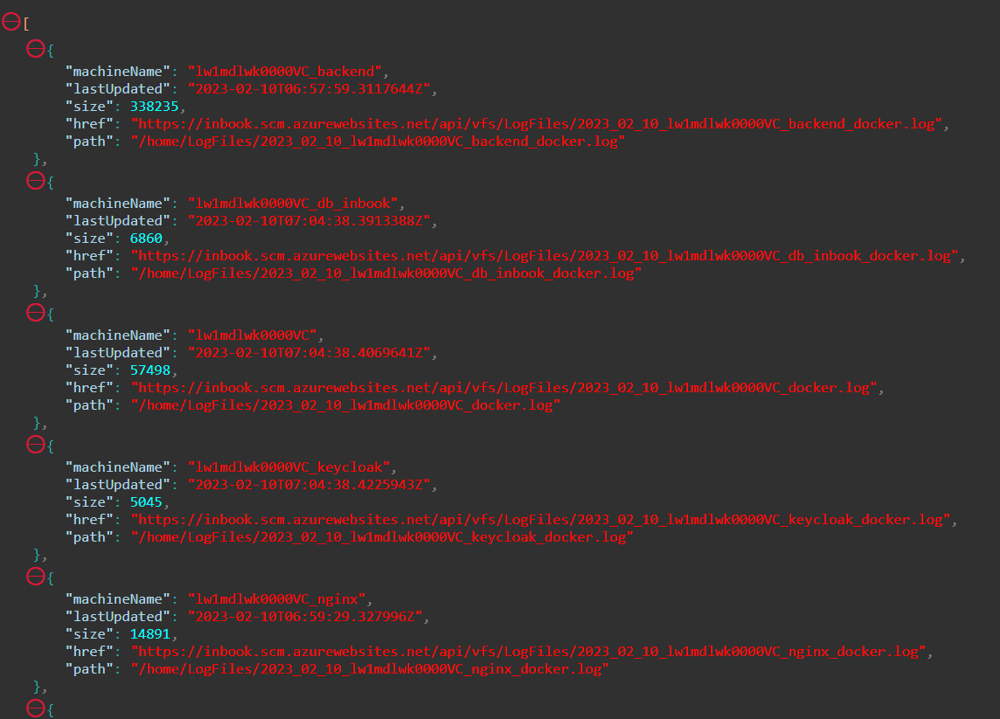 [
{
"machineName": "lw1mdlwk0000VC_backend",
"lastUpdated": "2023-02-10T06:57:59.3117644Z",
"size": 338235,
"href": "https://inbook.scm.azurewebsites.net/api/vfs/LogFiles/2023_02_10_lw1mdlwk0000VC_backend_docker.log",
"path": "/home/LogFiles/2023_02_10_lw1mdlwk0000VC_backend_docker.log"
},
{
"machineName": "lw1mdlwk0000VC_db_inbook",
"lastUpdated": "2023-02-10T07:04:38.3913388Z",
"size": 6860,
"href": "https://inbook.scm.azurewebsites.net/api/vfs/LogFiles/2023_02_10_lw1mdlwk0000VC_db_inbook_docker.log",
"path": "/home/LogFiles/2023_02_10_lw1mdlwk0000VC_db_inbook_docker.log"
},
{
"machineName": "lw1mdlwk0000VC",
"lastUpdated": "2023-02-10T07:04:38.4069641Z",
"size": 57498,
"href": "https://inbook.scm.azurewebsites.net/api/vfs/LogFiles/2023_02_10_lw1mdlwk0000VC_docker.log",
"path": "/home/LogFiles/2023_02_10_lw1mdlwk0000VC_docker.log"
},
{
"machineName": "lw1mdlwk0000VC_keycloak",
"lastUpdated": "2023-02-10T07:04:38.4225943Z",
"size": 5045,
"href": "https://inbook.scm.azurewebsites.net/api/vfs/LogFiles/2023_02_10_lw1mdlwk0000VC_keycloak_docker.log",
"path": "/home/LogFiles/2023_02_10_lw1mdlwk0000VC_keycloak_docker.log"
},
{
"machineName": "lw1mdlwk0000VC_nginx",
"lastUpdated": "2023-02-10T06:59:29.327996Z",
"size": 14891,
"href": "https://inbook.scm.azurewebsites.net/api/vfs/LogFiles/2023_02_10_lw1mdlwk0000VC_nginx_docker.log",
"path": "/home/LogFiles/2023_02_10_lw1mdlwk0000VC_nginx_docker.log"
},
{